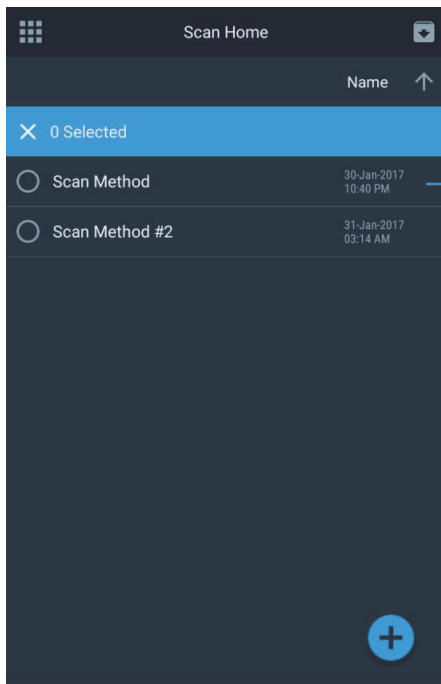 Scan Home
Name
0 Selected
Scan Method
30-Jan-2017
10:40 PM
Scan Method #2
31-Jan-2017
03:14 AM